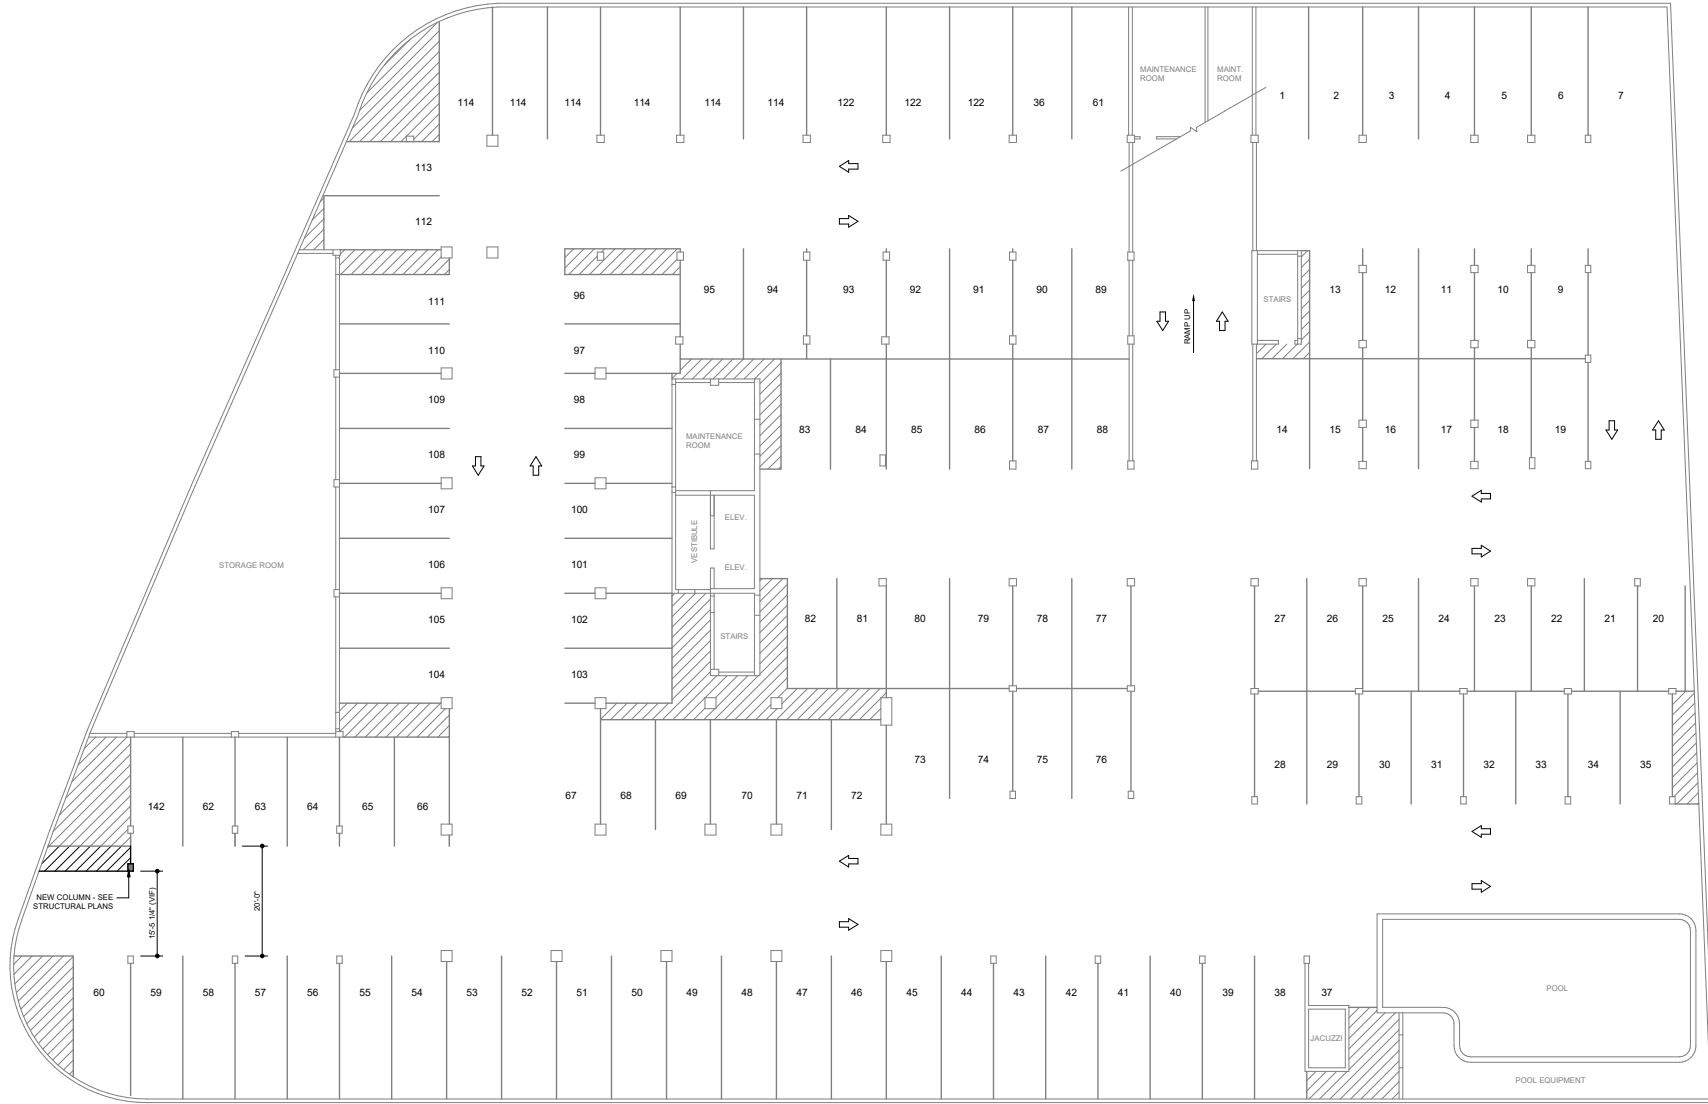 MAINTENANCE
ROOM
MAINT.
ROOM
114 114 114 114 114 114 122 122 122 36 61
1 2 3 4 5 6 7
113
112
111
110
109
108
107
106
105
104
96
97
98
99
100
101
102
103
95 94 93 92 91 90 89
RAMP UP
STAIRS
13 12 11 10 9
MAINTENANCE
ROOM
83 84 85 86 87 88
14 15 16 17 18 19
VESTIBULE
ELEV.
ELEV.
STORAGE ROOM
STAIRS
82 81 80 79 78 77
27 26 25 24 23 22 21 20
73 74 75 76
28 29 30 31 32 33 34 35
142 62 63 64 65 66
67 68 69 70 71 72
NEW COLUMN - SEE
STRUCTURAL PLANS
15'-5 1/4" (VIF)
20'-0"
60 59 58 57 56 55 54 53 52 51 50 49 48 47 46 45 44 43 42 41 40 39 38 37
JACUZZI
POOL
POOL EQUIPMENT